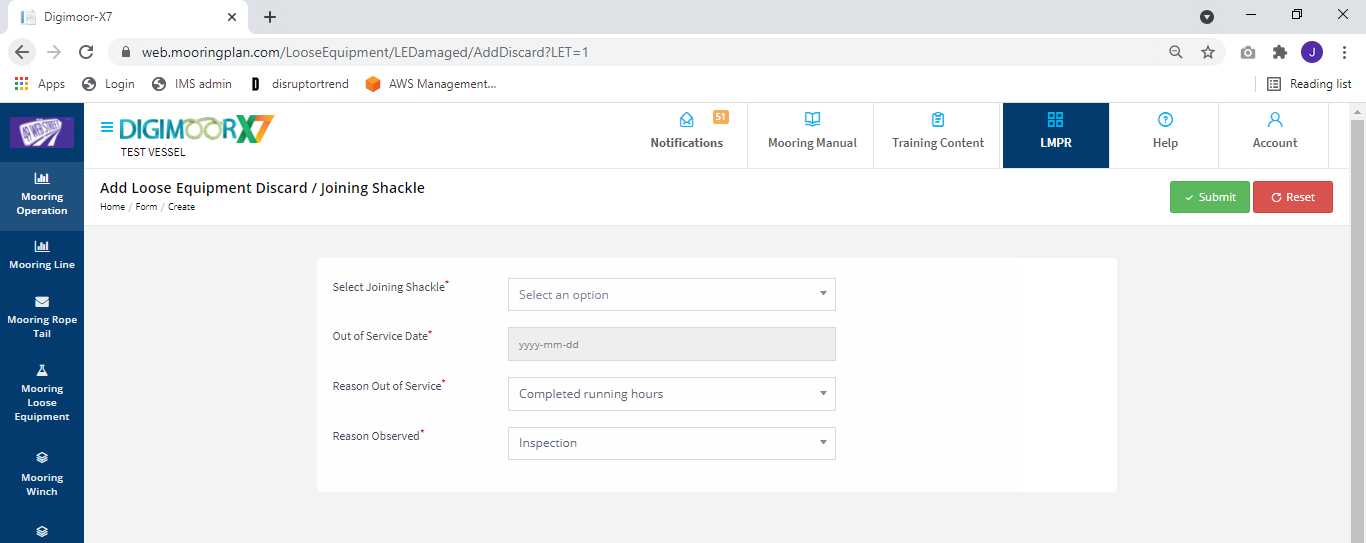 Digimoor-X7
web.mooringplan.com/LooseEquipment/LEDamaged/AddDiscard?LET=1
J
Apps Login IMS admin D disruptortrend AWS Management... Reading list
49 WEB STREET
DIGIMOORX7
TEST VESSEL
51
Notifications Mooring Manual Training Content LMPR Help Account
Add Loose Equipment Discard / Joining Shackle
Home / Form / Create
Submit Reset
Mooring
Operation
Mooring Line
Mooring Rope
Tail
Mooring
Loose
Equipment
Mooring
Winch
Select Joining Shackle* Select an option
Out of Service Date* yyyy-mm-dd
Reason Out of Service* Completed running hours
Reason Observed* Inspection